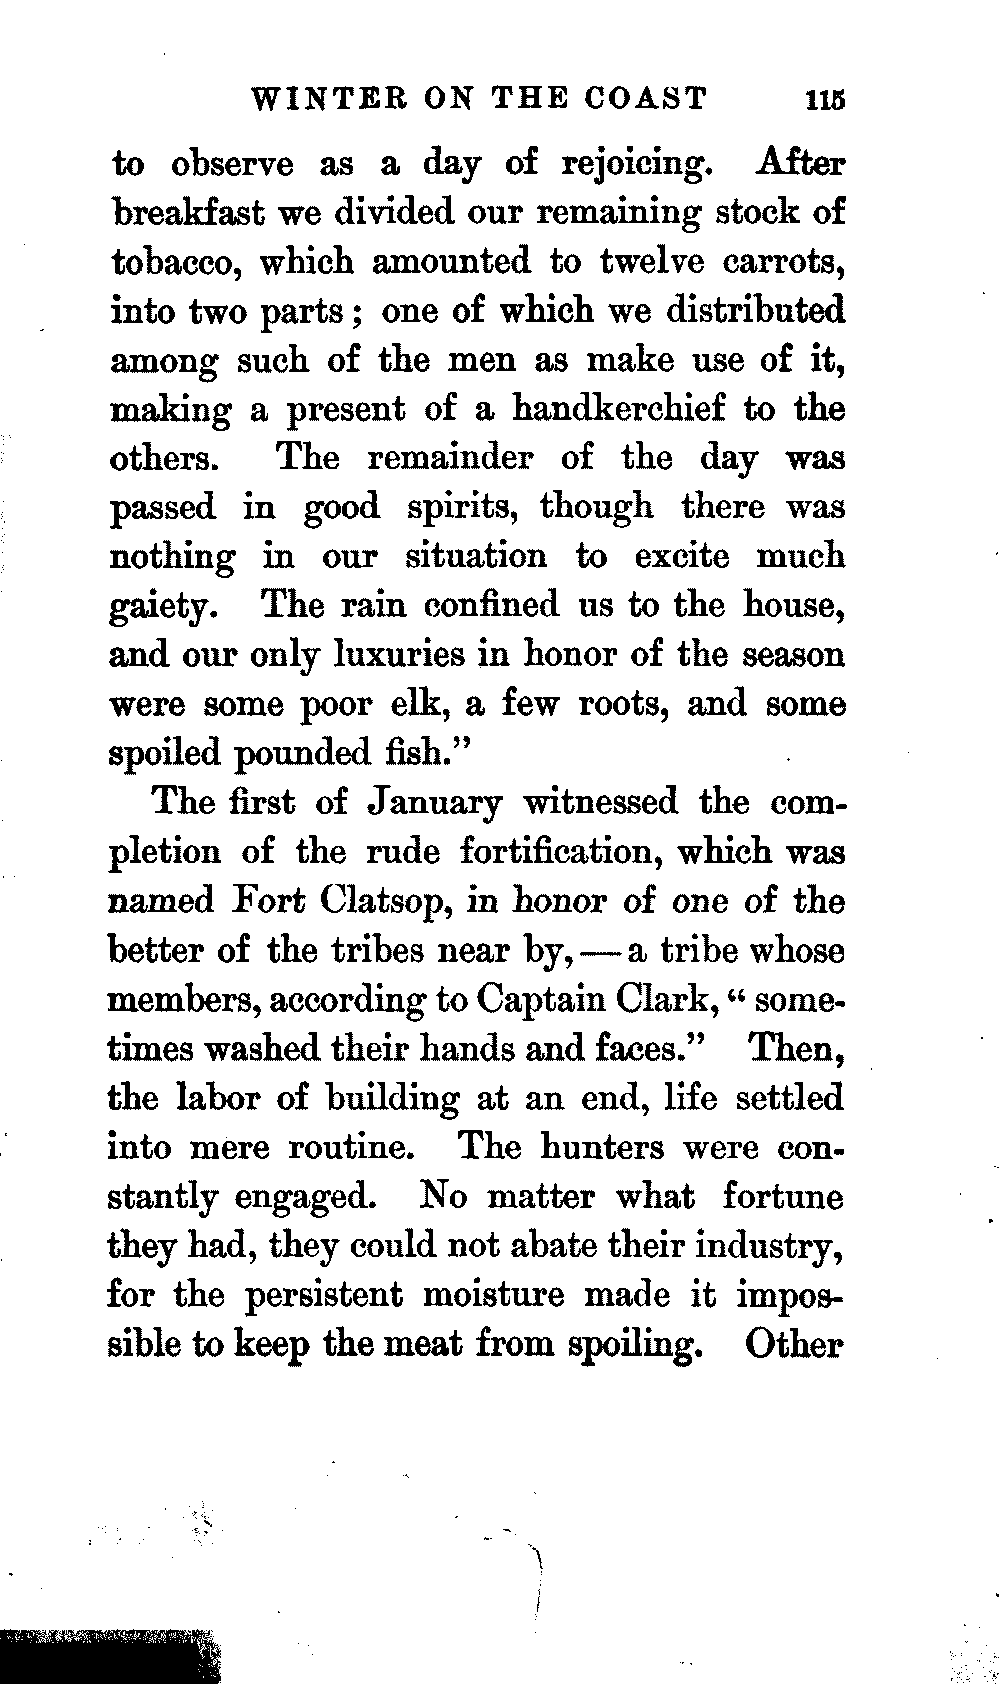 WINTER ON THE COAST 115
to observe as a day of rejoicing. After
breakfast we divided our remaining stock of
tobacco, which amounted to twelve carrots,
into two parts; one of which we distributed
among such of the men as make use of it,
making a present of a handkerchief to the
others. The remainder of the day was
passed in good spirits, though there was
nothing in our situation to excite much
gaiety. The rain confined us to the house,
and our only luxuries in honor of the season
were some poor elk, a few roots, and some
spoiled pounded fish."
The first of January witnessed the com-
pletion of the rude fortification, which was
named Fort Clatsop, in honor of one of the
better of the tribes near by,—a tribe whose
members, according to Captain Clark, "some-
times washed their hands and faces." Then,
the labor of building at an end, life settled
into mere routine. The hunters were con-
stantly engaged. No matter what fortune
they had, they could not abate their industry,
for the persistent moisture made it impos-
sible to keep the meat from spoiling. Other